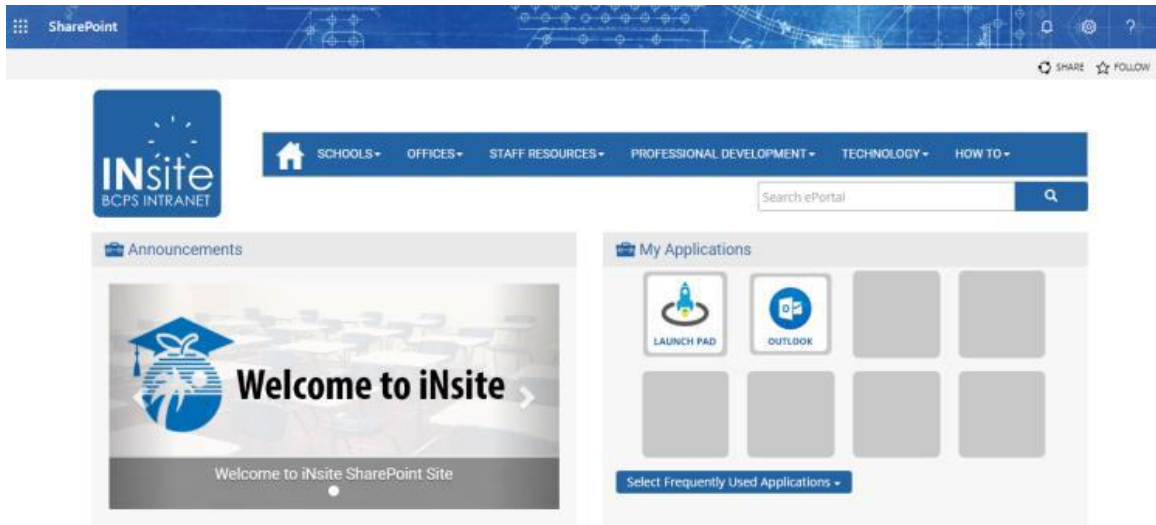 SharePoint ?
SHARE FOLLOW
INsite
BCPS INTRANET
SCHOOLS OFFICES STAFF RESOURCES PROFESSIONAL DEVELOPMENT TECHNOLOGY HOW TO
Search ePortal
Announcements
Welcome to iNsite
Welcome to iNsite SharePoint Site
My Applications
LAUNCH PAD OUTLOOK
Select Frequently Used Applications